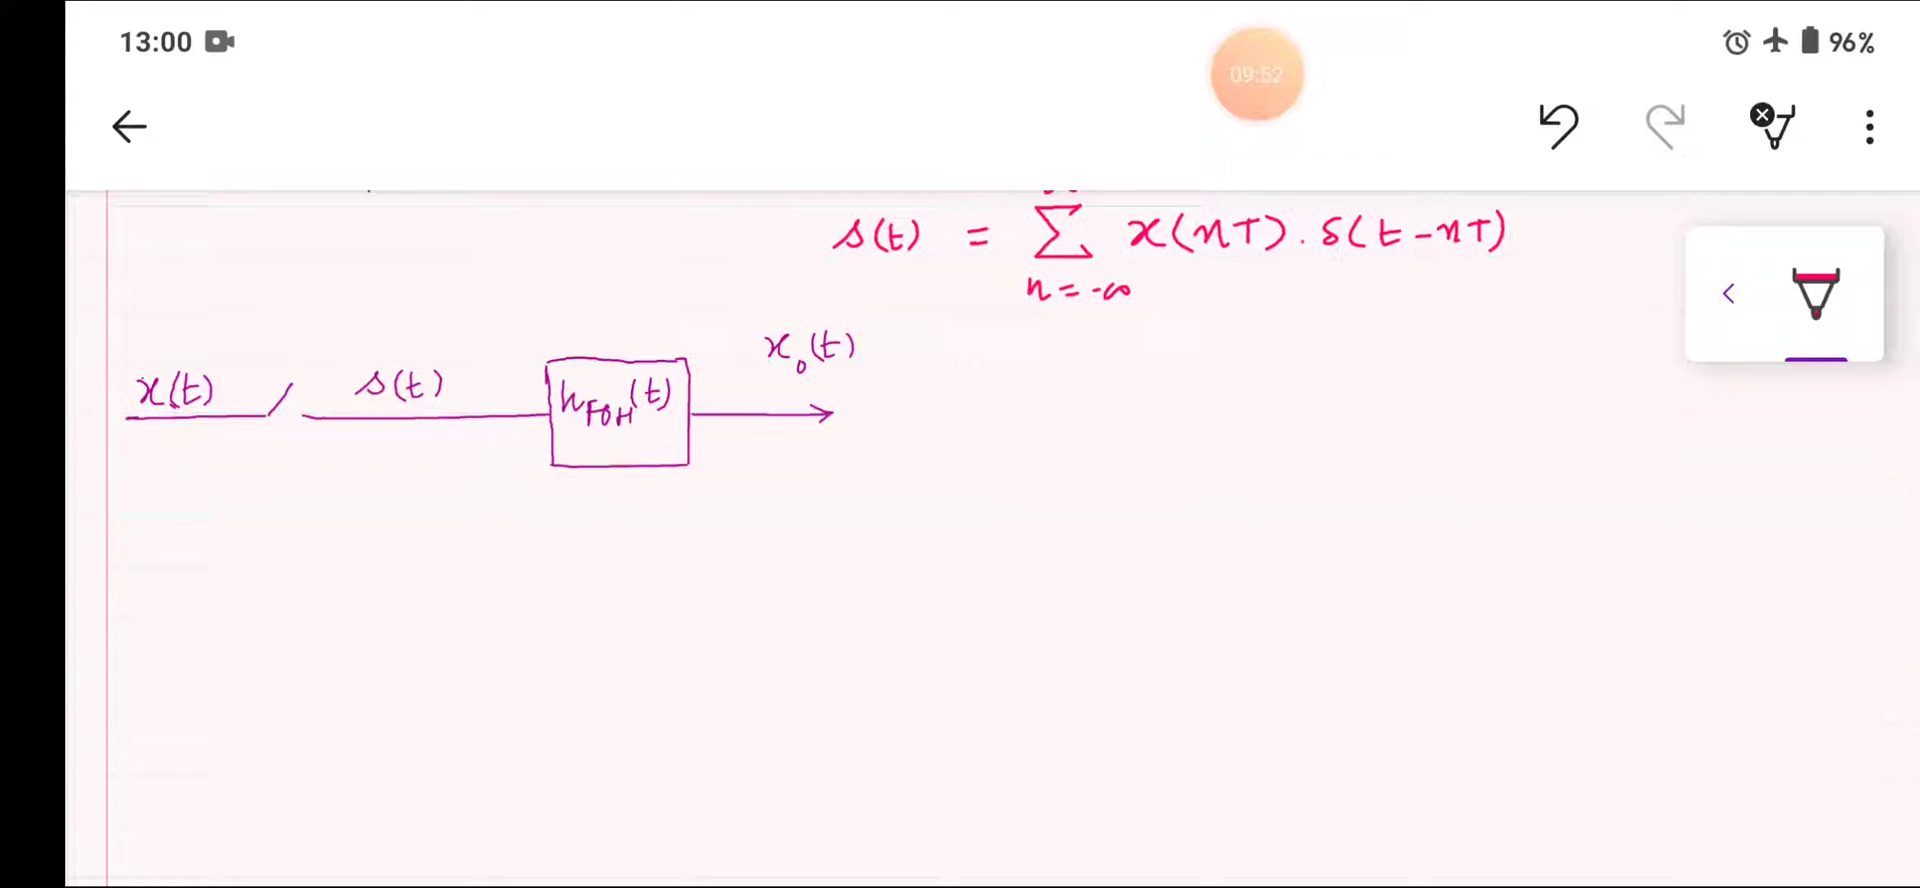 13:00
09:52
96%
s(t) = ∑ x(nT) . δ(t-nT)
n = -∞
x₀(t)
x(t) s(t) h_FOH(t)